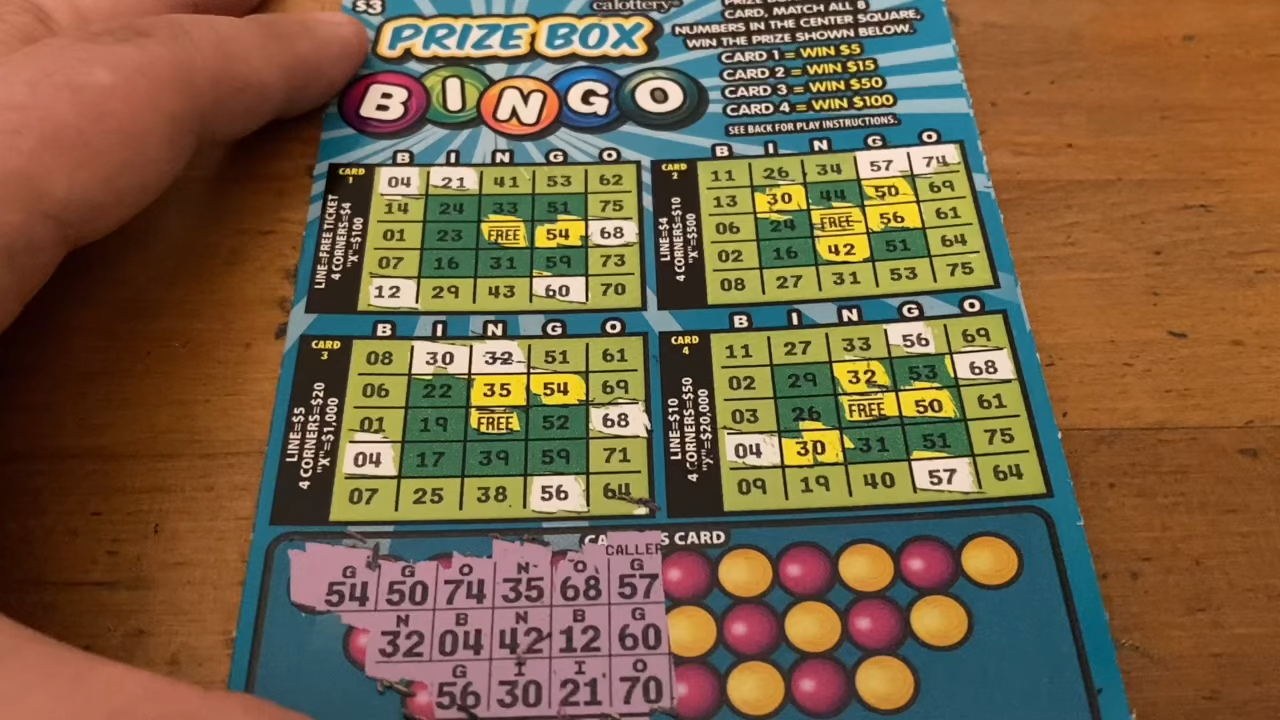 $3
calottery
PRIZE BOX
BINGO
CARD, MATCH ALL 8
NUMBERS IN THE CENTER SQUARE,
WIN THE PRIZE SHOWN BELOW.
CARD 1 = WIN $5
CARD 2 = WIN $15
CARD 3 = WIN $50
CARD 4 = WIN $100
SEE BACK FOR PLAY INSTRUCTIONS.
CARD 1
LINE=FREE TICKET
4 CORNERS=$4
"X"=$100
B I N G O
04 21 41 53 62
14 24 33 51 75
01 23 FREE 54 68
07 16 31 59 73
12 29 43 60 70
CARD 2
LINE=$4
4 CORNERS=$10
"X"=$500
B I N G O
11 26 34 57 74
13 30 44 50 69
06 24 FREE 56 61
02 16 42 51 64
08 27 31 53 75
CARD 3
LINE=$5
4 CORNERS=$20
"X"=$1,000
B I N G O
08 30 32 51 61
06 22 35 54 69
01 19 FREE 52 68
04 17 39 59 71
07 25 38 56 64
CARD 4
LINE=$10
4 CORNERS=$50
"X"=$20,000
B I N G O
11 27 33 56 69
02 29 32 53 68
03 26 FREE 50 61
04 30 31 51 75
09 19 40 57 64
CARD
CALLER
G G O N O G
54 50 74 35 68 57
N B N B G
32 04 42 12 60
G I I O
56 30 21 70